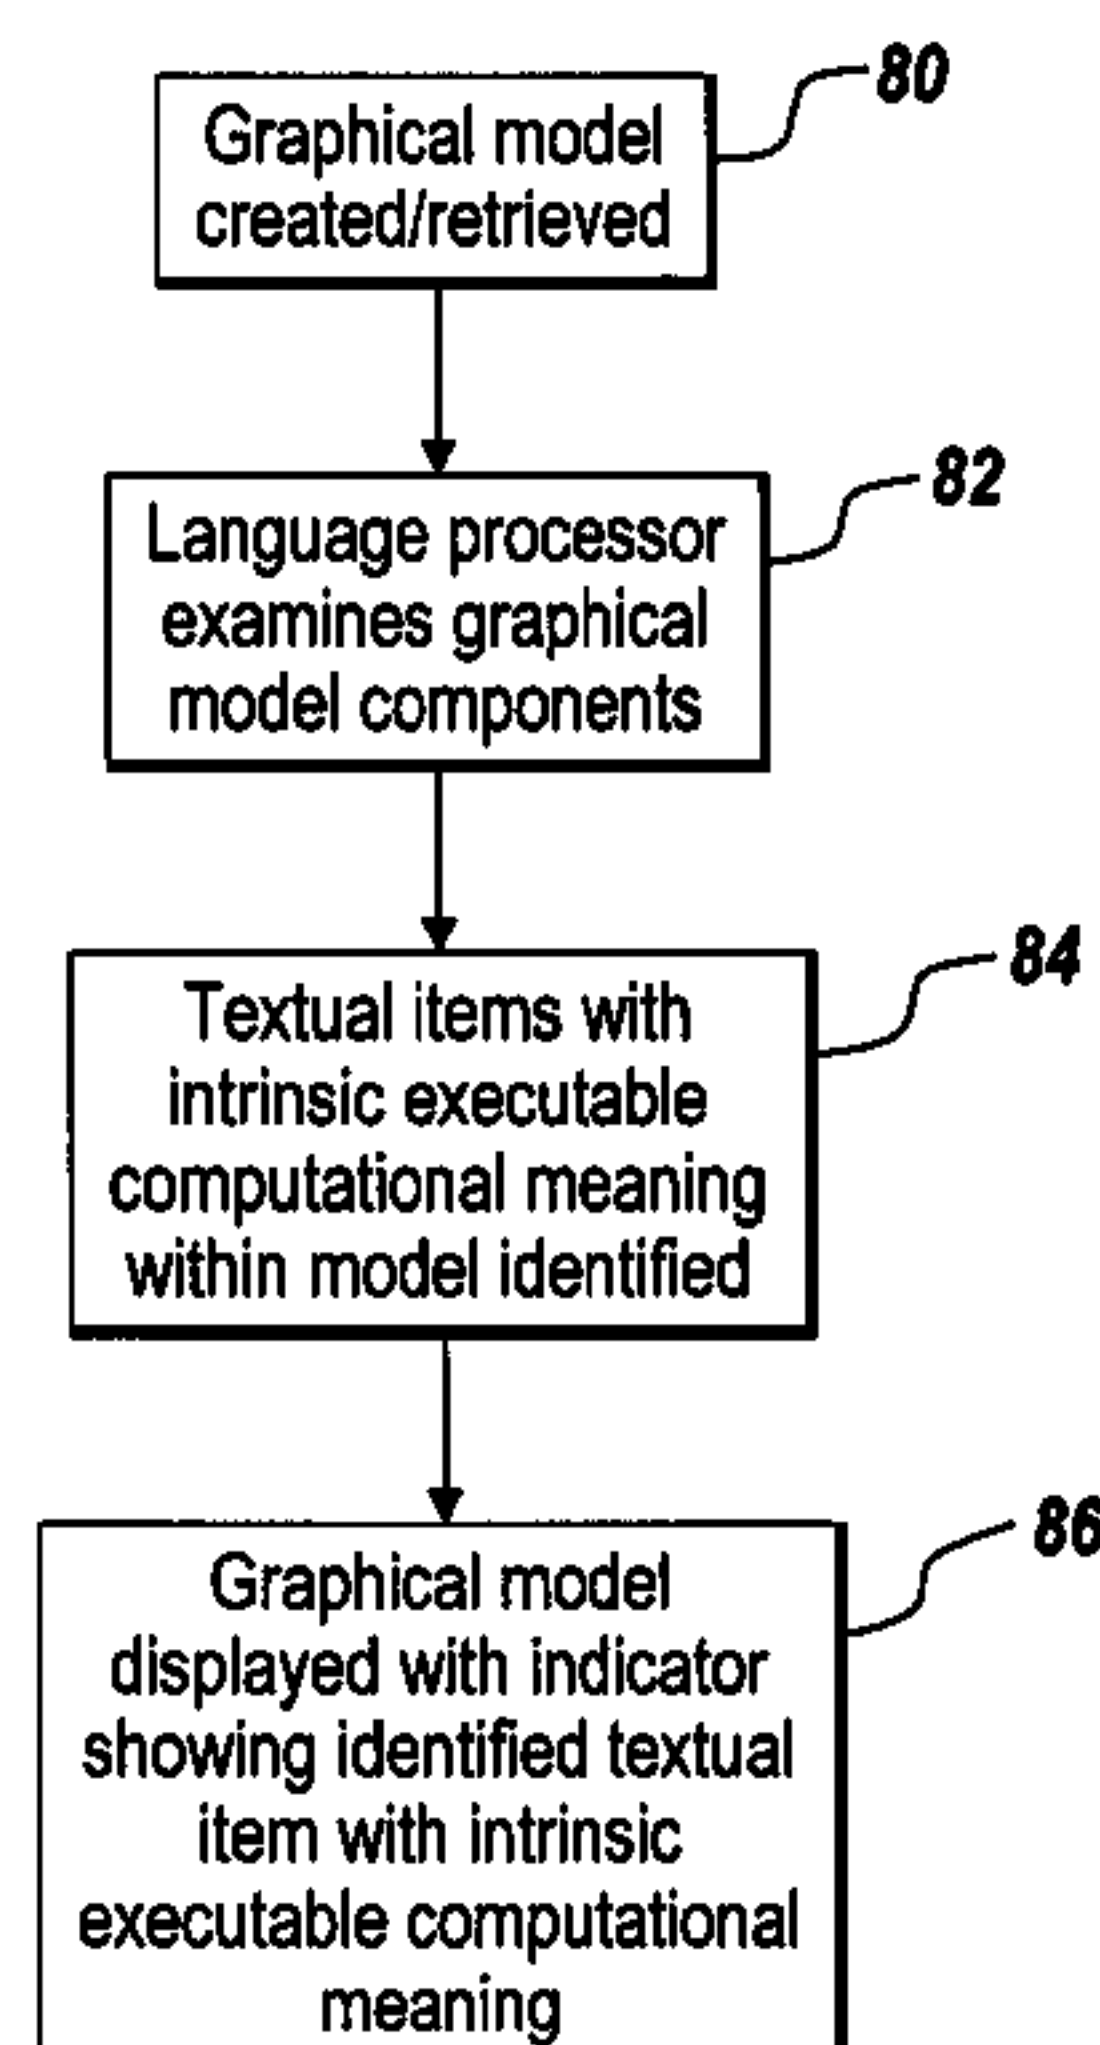 80
Graphical model
created/retrieved
82
Language processor
examines graphical
model components
84
Textual items with
intrinsic executable
computational meaning
within model identified
86
Graphical model
displayed with indicator
showing identified textual
item with intrinsic
executable computational
meaning